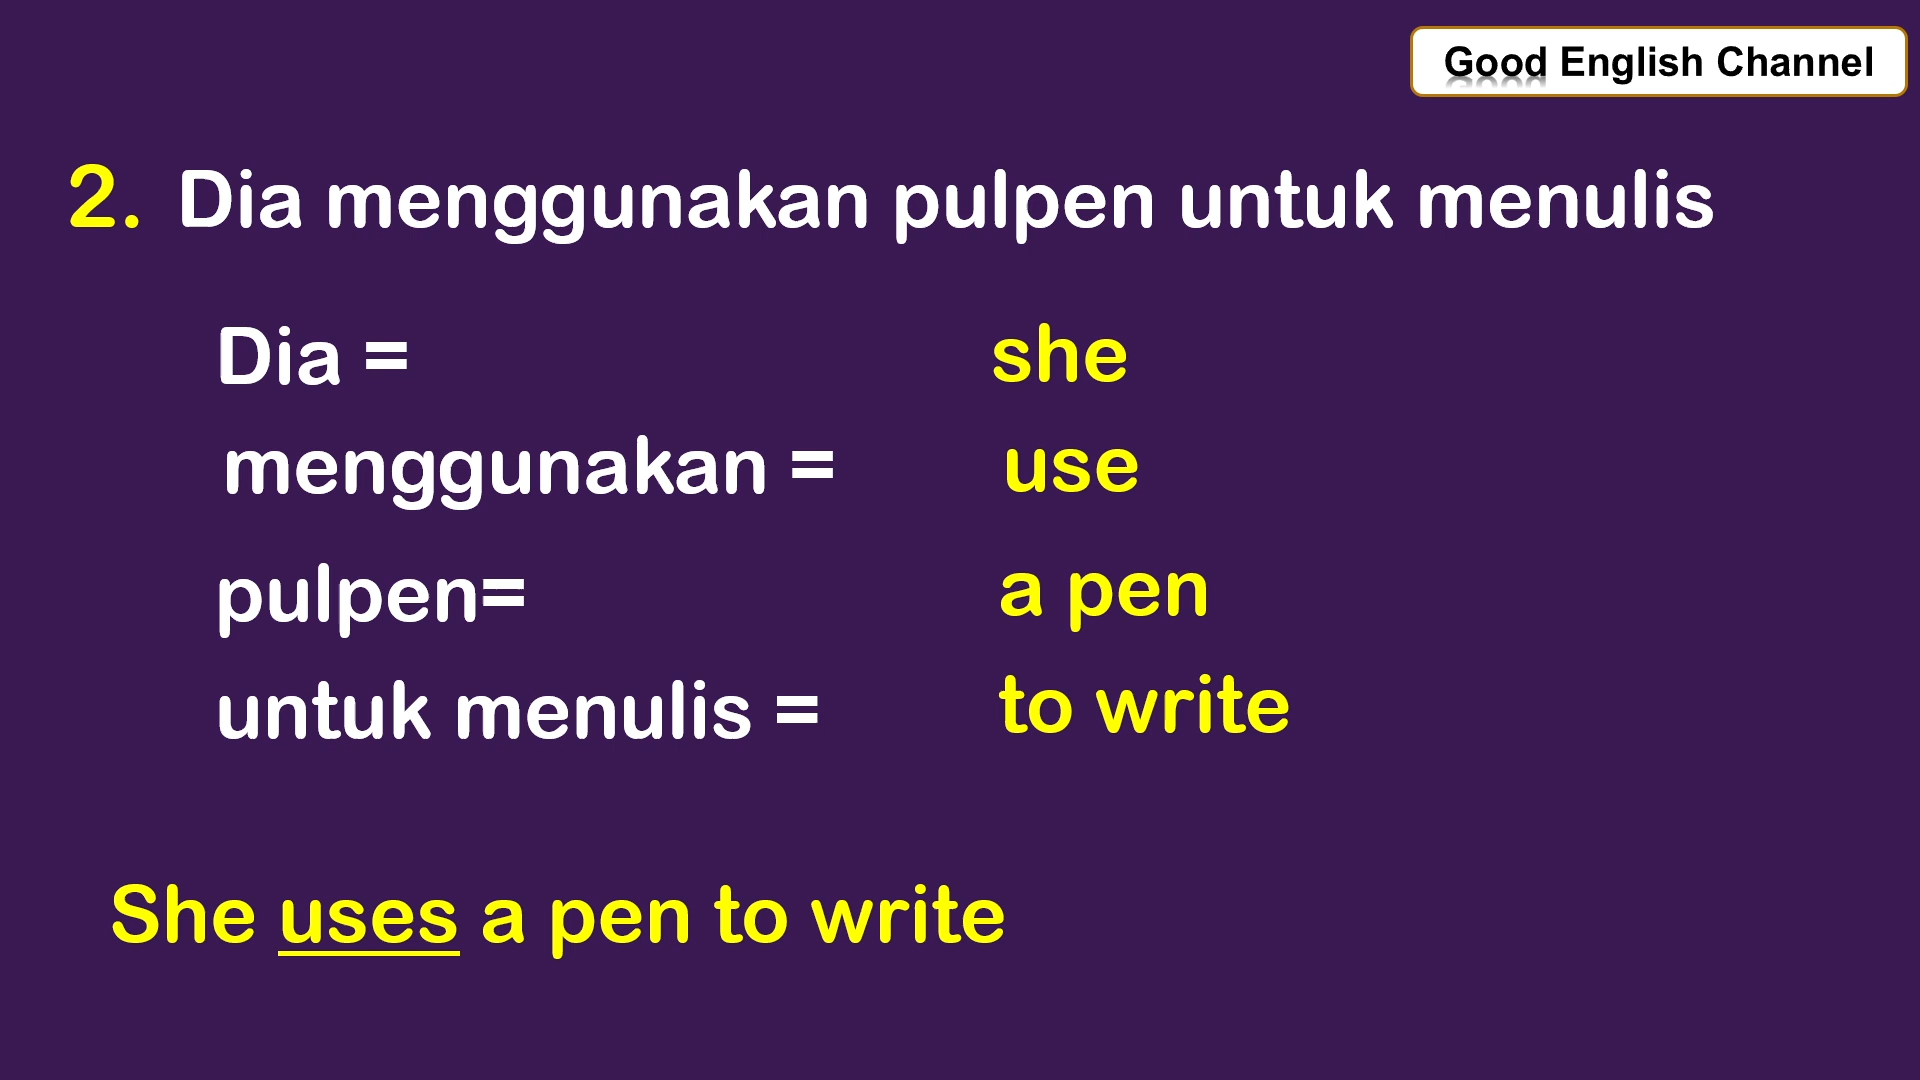 Good English Channel
2. Dia menggunakan pulpen untuk menulis
Dia = she
menggunakan = use
pulpen= a pen
untuk menulis = to write
She uses a pen to write